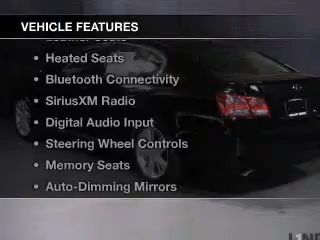 VEHICLE FEATURES
• Heated Seats
• Bluetooth Connectivity
• SiriusXM Radio
• Digital Audio Input
• Steering Wheel Controls
• Memory Seats
• Auto-Dimming Mirrors